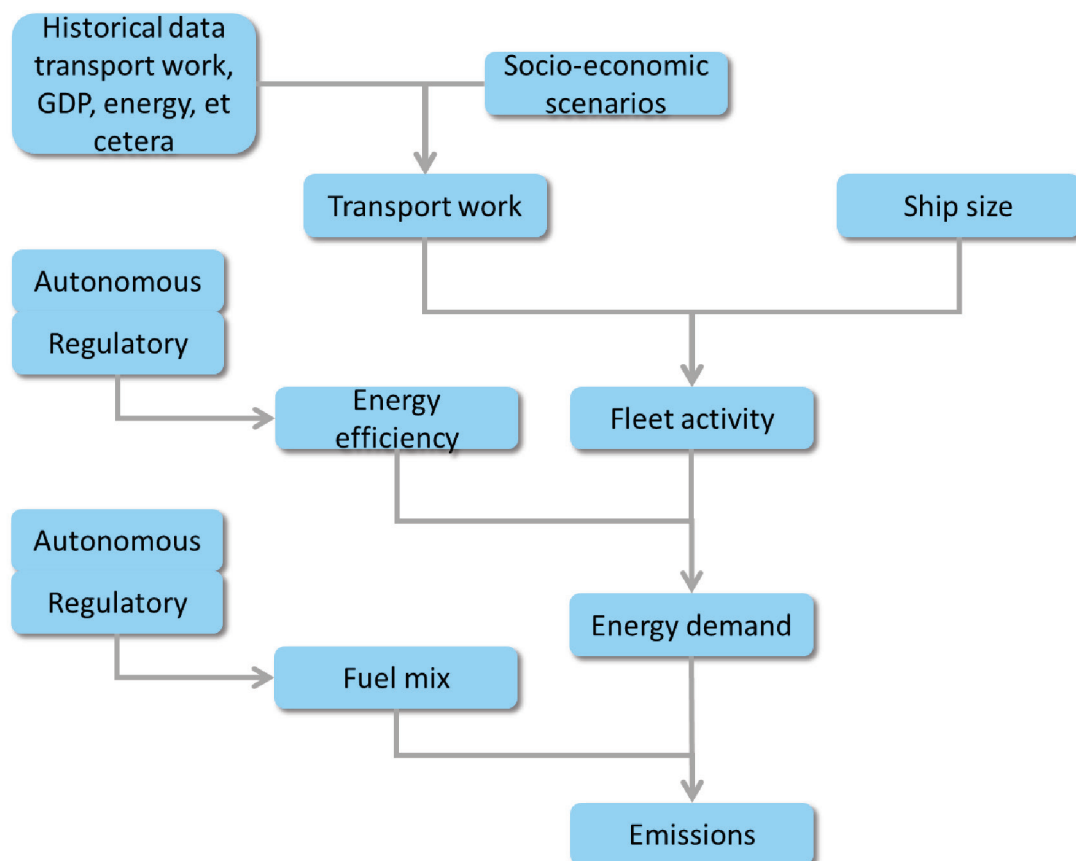 Historical data
transport work,
GDP, energy, et
cetera
Socio-economic
scenarios
Transport work
Ship size
Autonomous
Regulatory
Energy
efficiency
Fleet activity
Autonomous
Regulatory
Energy demand
Fuel mix
Emissions